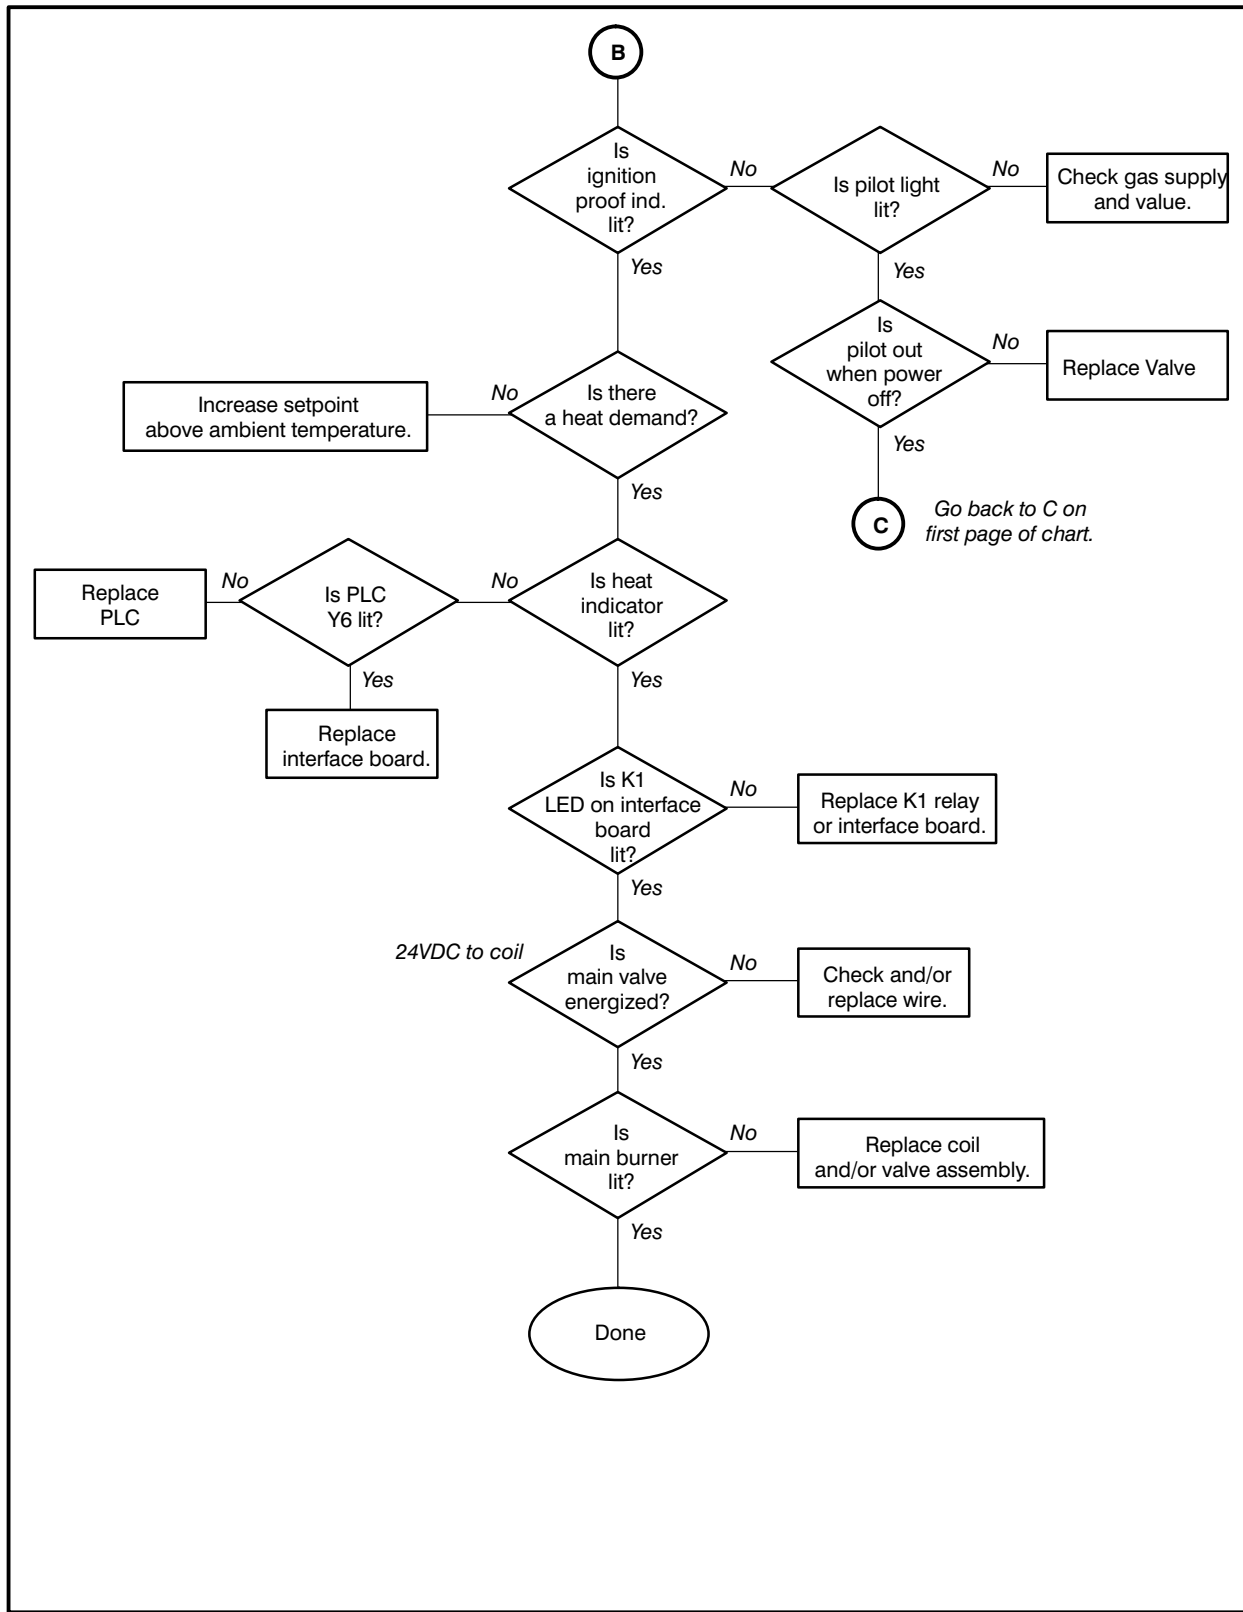 B
Is
ignition
proof ind.
lit?
No
Is pilot light
lit?
No
Check gas supply
and value.
Yes
Yes
Is
pilot out
when power
off?
No
Replace Valve
Yes
C
Go back to C on
first page of chart.
Is there
a heat demand?
No
Increase setpoint
above ambient temperature.
Yes
Is heat
indicator
lit?
No
Is PLC
Y6 lit?
No
Replace
PLC
Yes
Replace
interface board.
Yes
Is K1
LED on interface
board
lit?
No
Replace K1 relay
or interface board.
Yes
24VDC to coil
Is
main valve
energized?
No
Check and/or
replace wire.
Yes
Is
main burner
lit?
No
Replace coil
and/or valve assembly.
Yes
Done